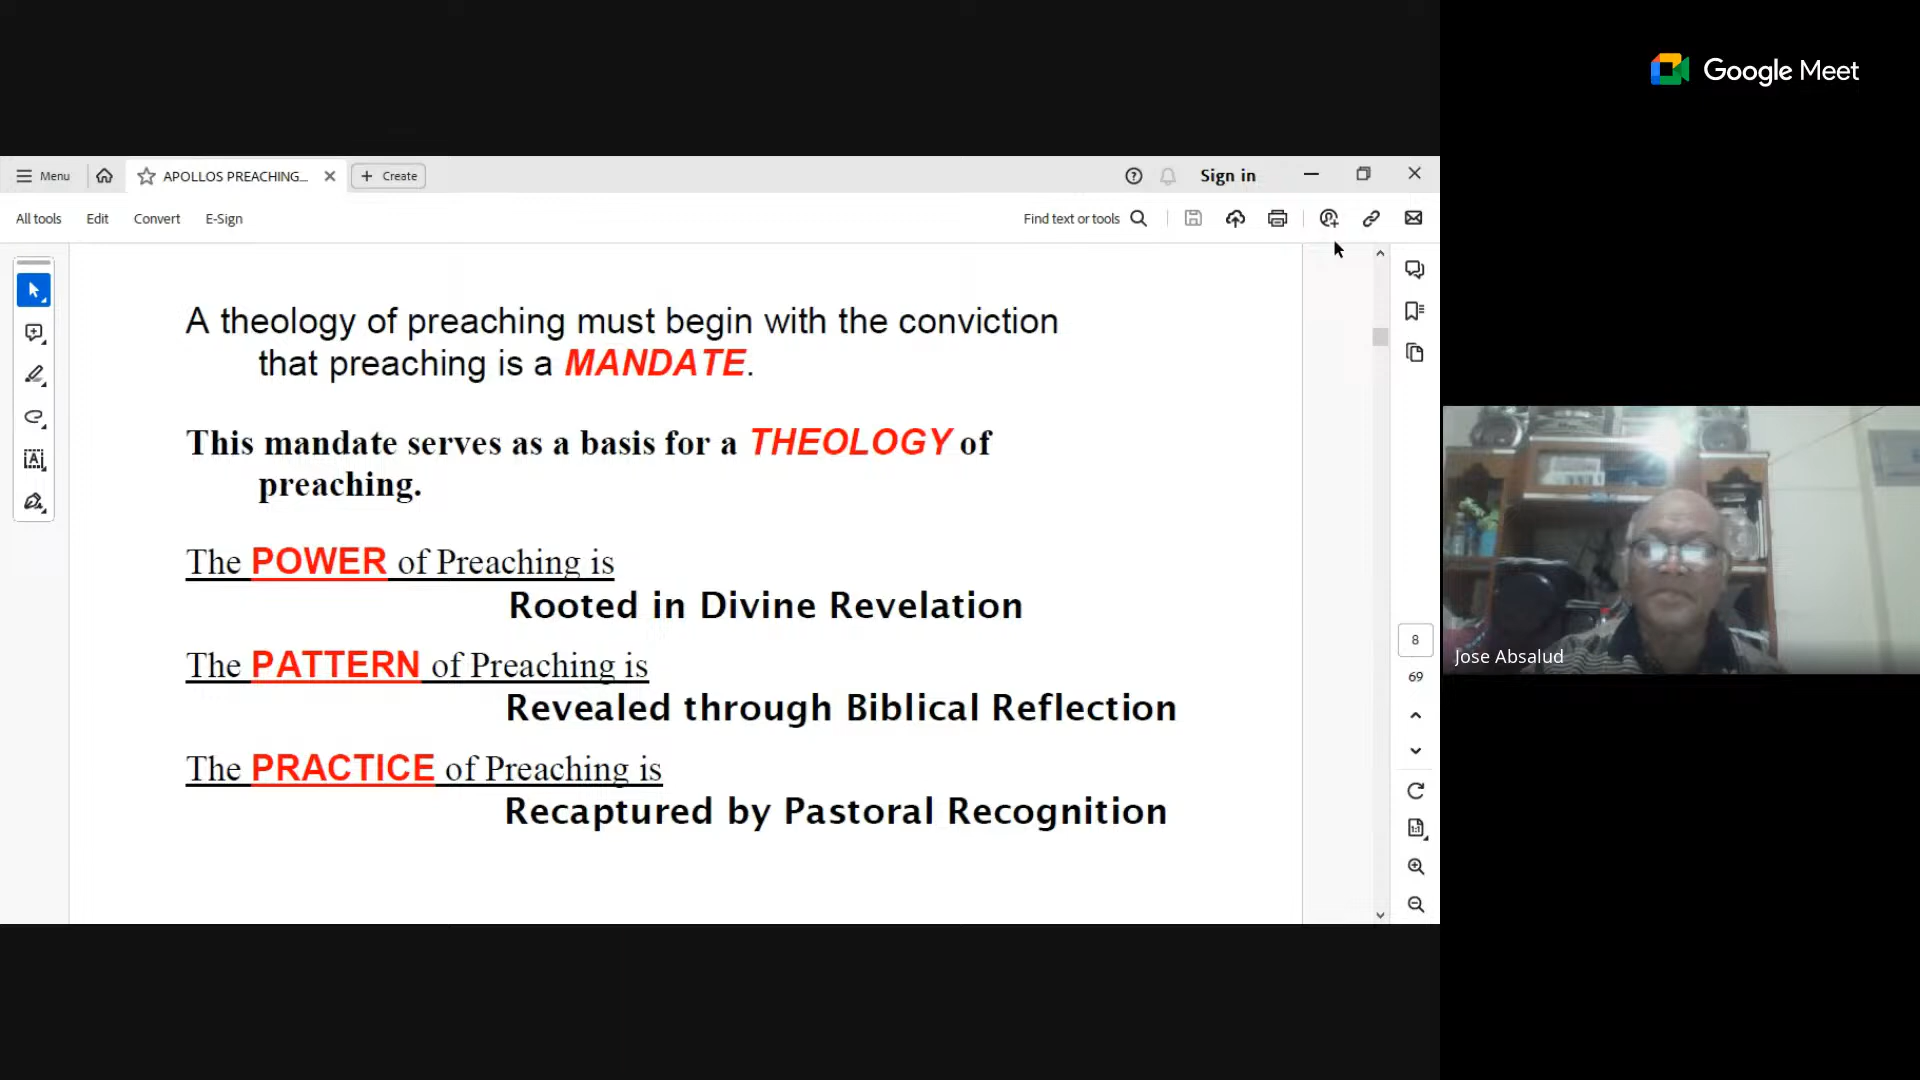 Google Meet
Menu
APOLLOS PREACHING...
Create
Sign in
All tools
Edit
Convert
E-Sign
Find text or tools
A theology of preaching must begin with the conviction
that preaching is a MANDATE.
This mandate serves as a basis for a THEOLOGY of
preaching.
The POWER of Preaching is
Rooted in Divine Revelation
The PATTERN of Preaching is
Revealed through Biblical Reflection
The PRACTICE of Preaching is
Recaptured by Pastoral Recognition
8
69
Jose Absalud